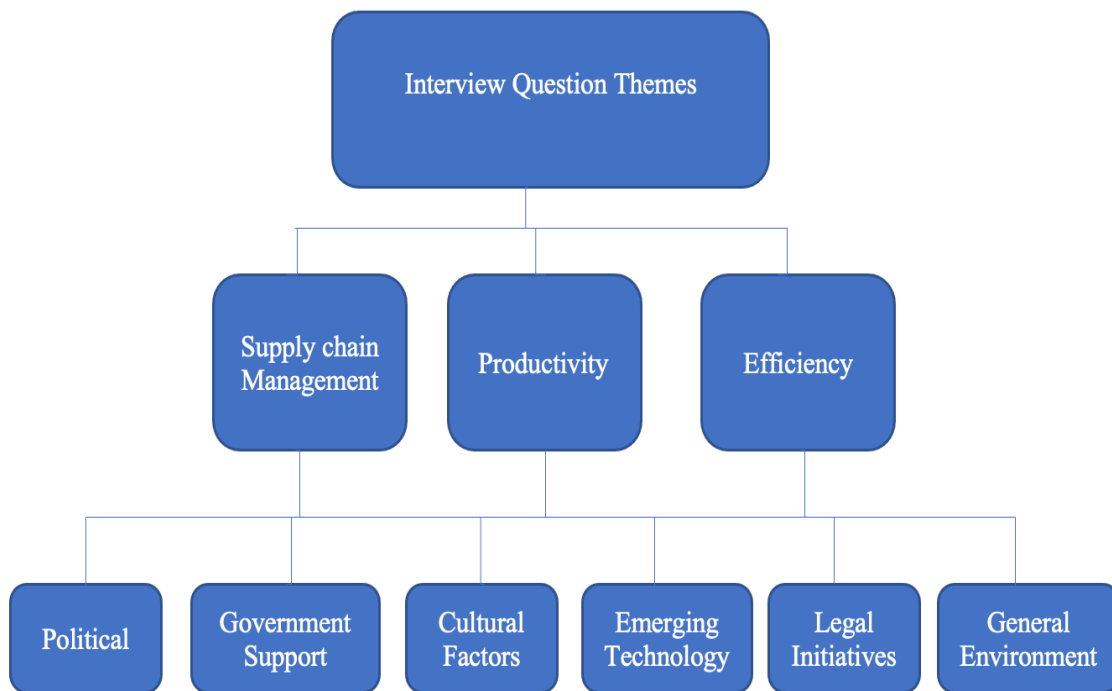 Interview Question Themes
Supply chain
Management
Productivity
Efficiency
Political
Government
Support
Cultural
Factors
Emerging
Technology
Legal
Initiatives
General
Environment